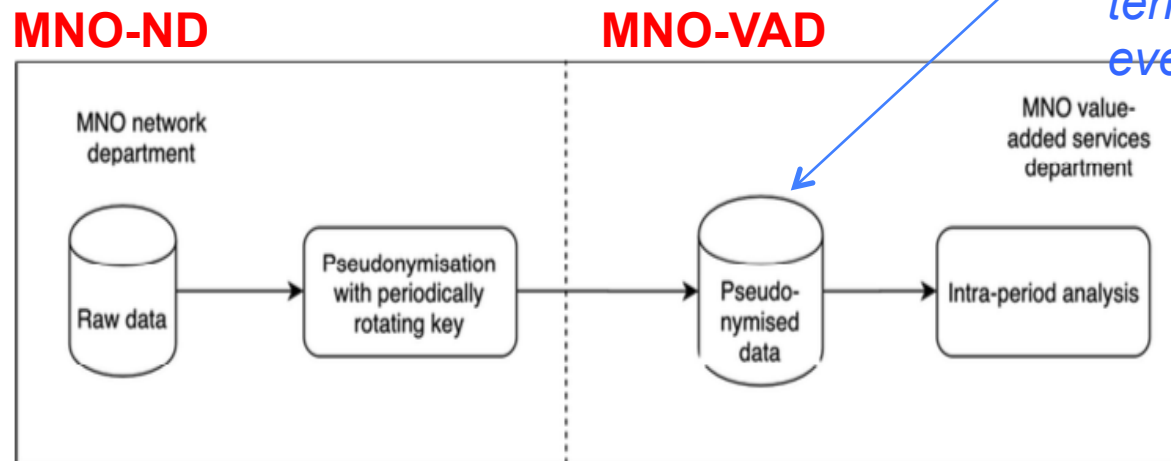 MNO-ND
MNO-VAD
MNO network
department
MNO value-
added services
department
Raw data
Pseudonymisation
with periodically
rotating key
Pseudo-
nymised
data
Intra-period analysis